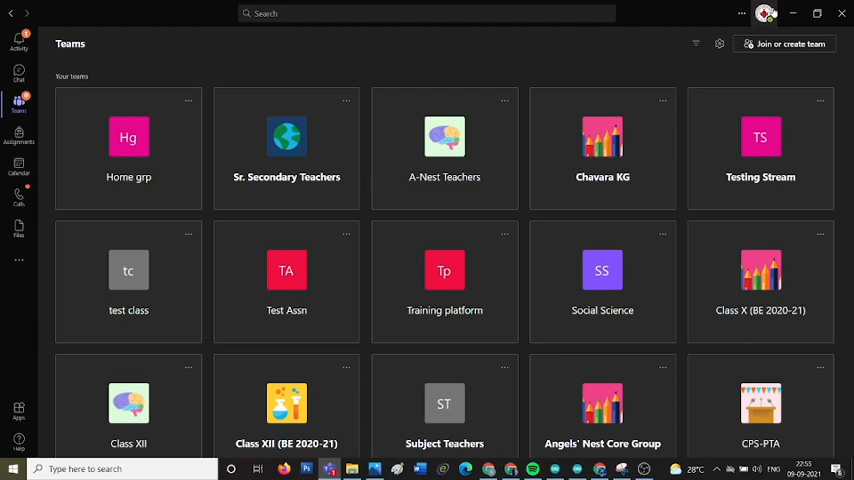 Search
Activity
Chat
Teams
Assignments
Calendar
Calls
Files
Apps
Help
Teams
Join or create team
Your teams
Hg
Home grp
Sr. Secondary Teachers
A-Nest Teachers
Chavara KG
TS
Testing Stream
tc
test class
TA
Test Assn
Tp
Training platform
SS
Social Science
Class X (BE 2020-21)
Class XII
Class XII (BE 2020-21)
ST
Subject Teachers
Angels' Nest Core Group
CPS-PTA
Type here to search
28°C
ENG
22:55
09-09-2021